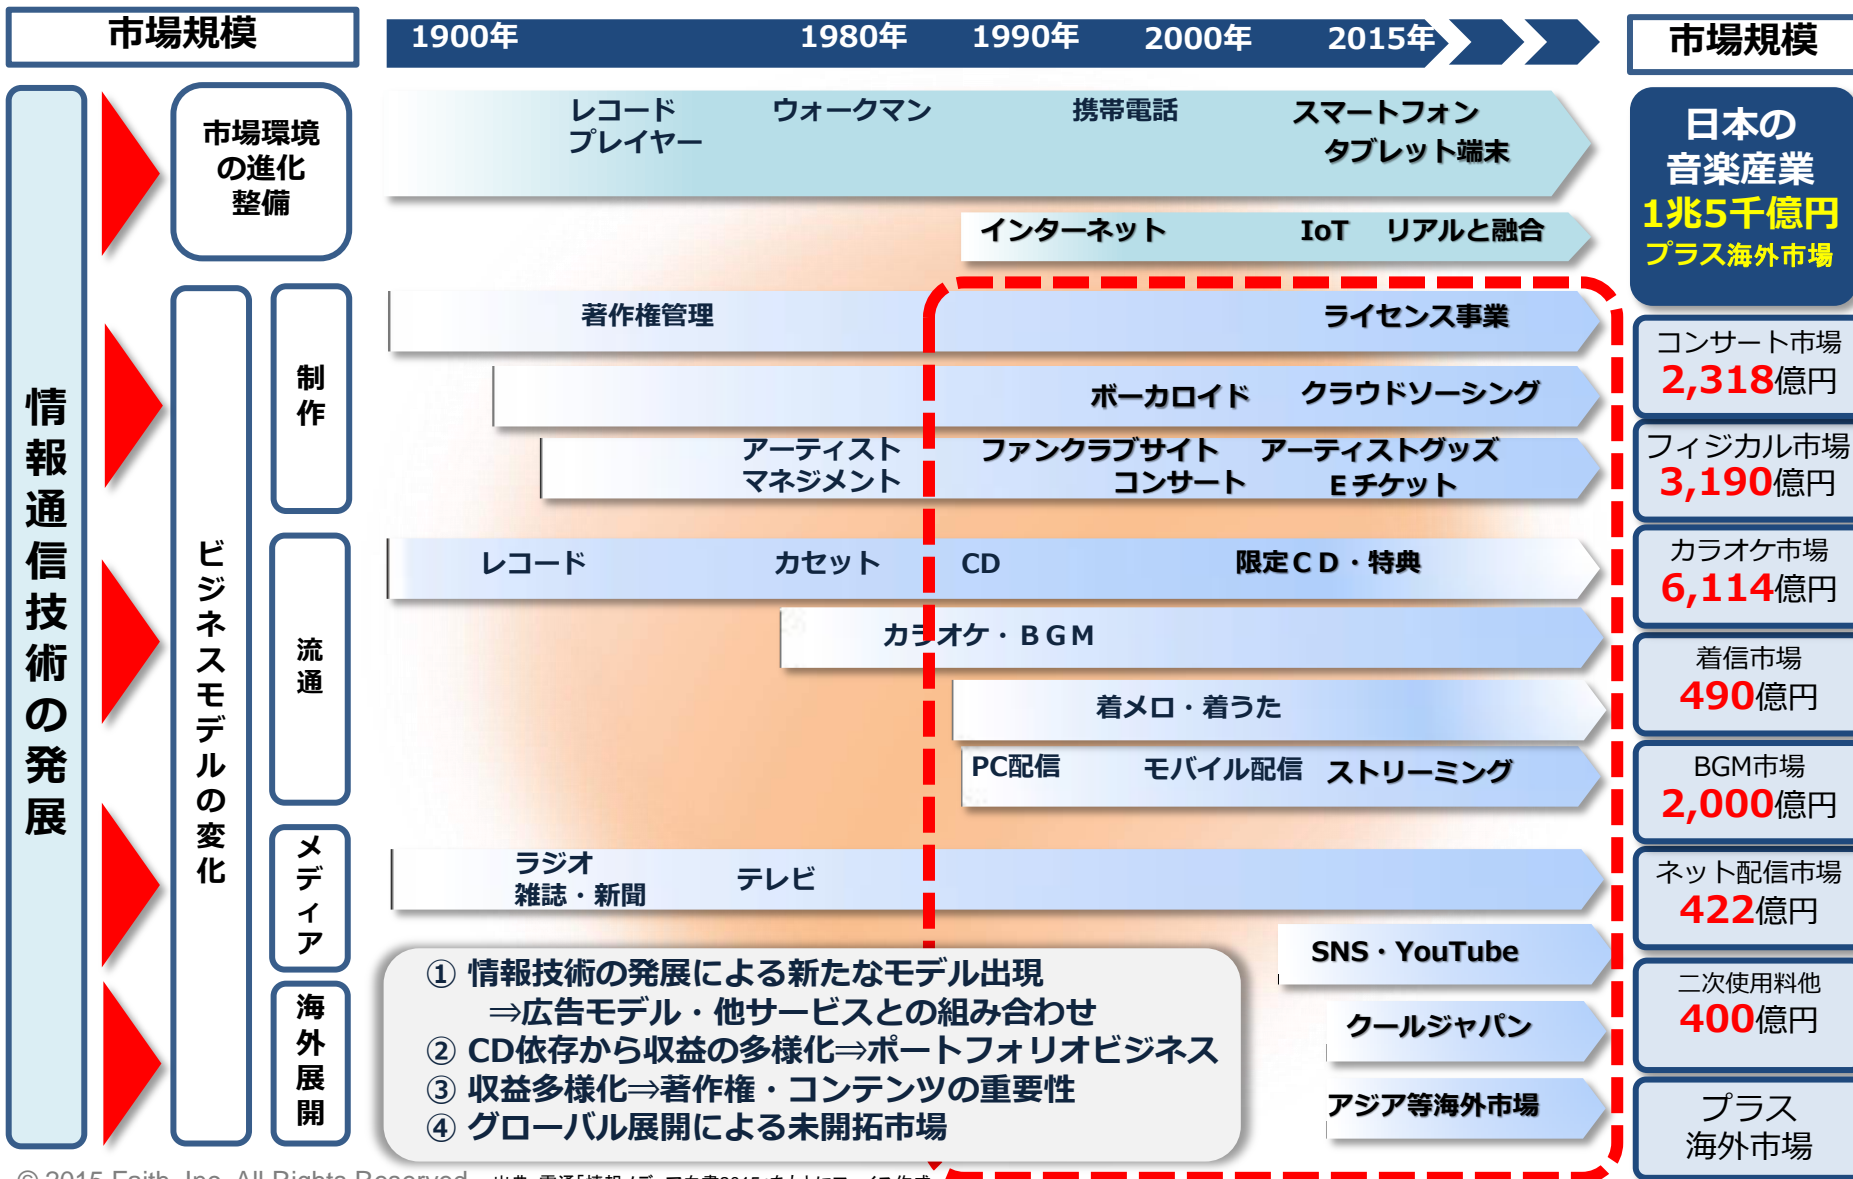 市場規模
1900年
1980年
1990年
2000年
2015年
市場規模
情報通信技術の発展
市場環境
の進化
整備
ビジネスモデルの変化
制作
流通
メディア
海外展開
レコード
プレイヤー
ウォークマン
携帯電話
スマートフォン
タブレット端末
インターネット
IoT
リアルと融合
著作権管理
ライセンス事業
ボーカロイド
クラウドソーシング
アーティスト
マネジメント
ファンクラブサイト
コンサート
アーティストグッズ
Eチケット
レコード
カセット
CD
限定CD・特典
カラオケ・BGM
着メロ・着うた
PC配信
モバイル配信
ストリーミング
ラジオ
雑誌・新聞
テレビ
SNS・YouTube
クールジャパン
アジア等海外市場
① 情報技術の発展による新たなモデル出現
⇒広告モデル・他サービスとの組み合わせ
② CD依存から収益の多様化⇒ポートフォリオビジネス
③ 収益多様化⇒著作権・コンテンツの重要性
④ グローバル展開による未開拓市場
日本の
音楽産業
1兆5千億円
プラス海外市場
コンサート市場
2,318億円
フィジカル市場
3,190億円
カラオケ市場
6,114億円
着信市場
490億円
BGM市場
2,000億円
ネット配信市場
422億円
二次使用料他
400億円
プラス
海外市場
© 2015 Faith, Inc. All Rights Reserved